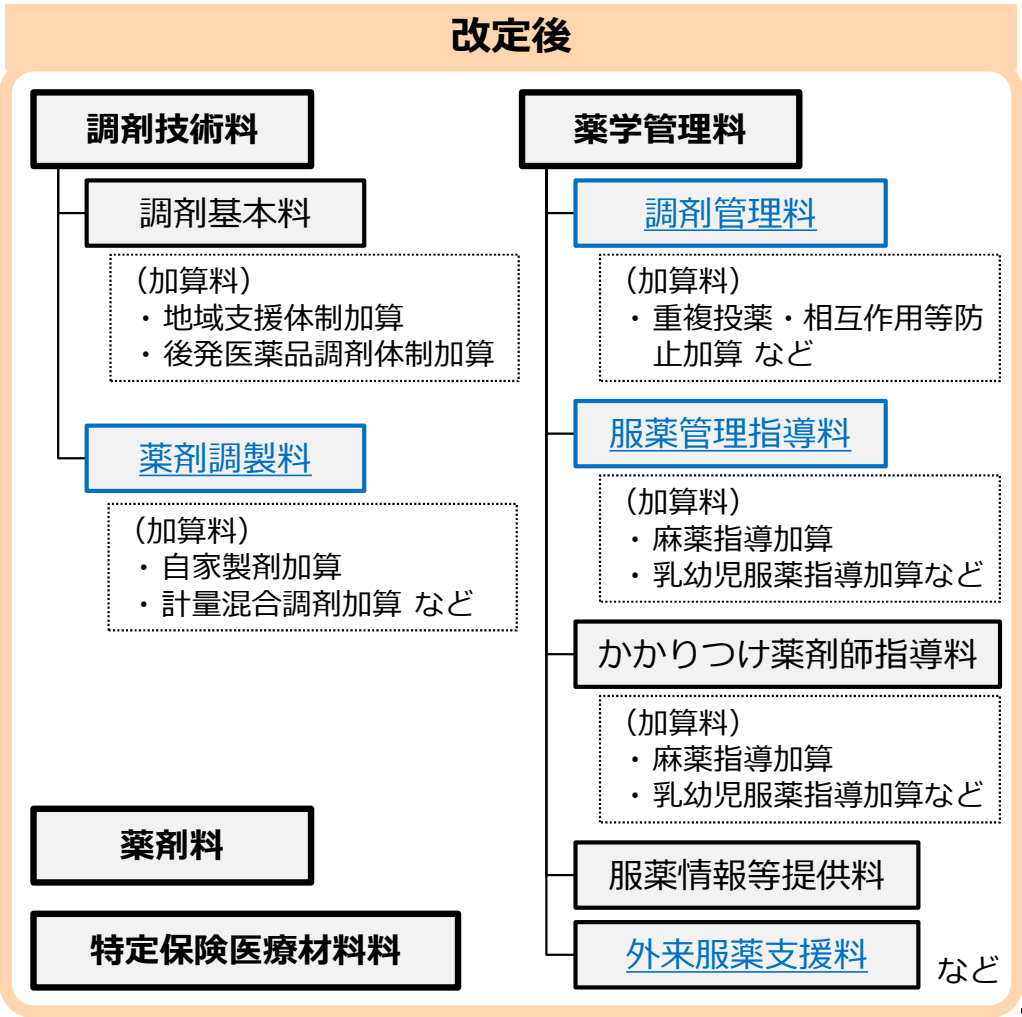 改定後
調剤技術料
調剤基本料
（加算料）
・地域支援体制加算
・後発医薬品調剤体制加算
薬剤調製料
（加算料）
・自家製剤加算
・計量混合調剤加算 など
薬剤料
特定保険医療材料料
薬学管理料
調剤管理料
（加算料）
・重複投薬・相互作用等防
止加算 など
服薬管理指導料
（加算料）
・麻薬指導加算
・乳幼児服薬指導加算など
かかりつけ薬剤師指導料
（加算料）
・麻薬指導加算
・乳幼児服薬指導加算など
服薬情報等提供料
外来服薬支援料
など